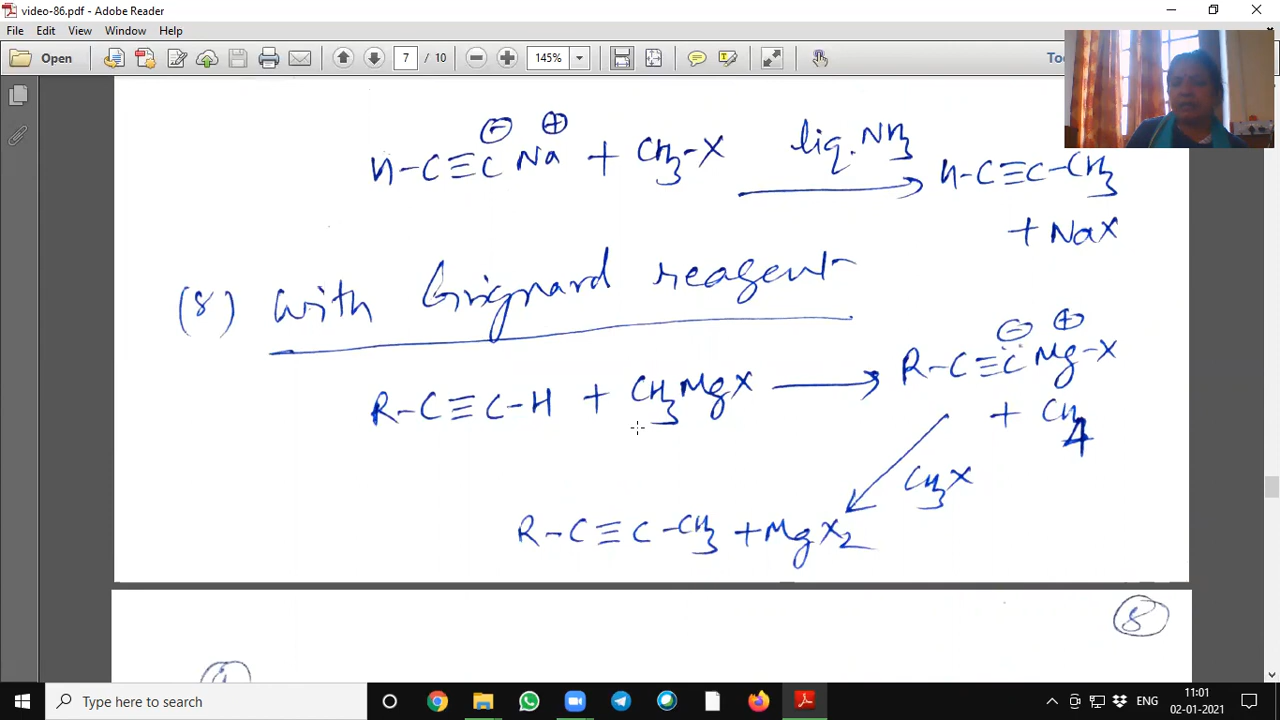 video-86.pdf - Adobe Reader
File Edit View Window Help
Open 7 / 10 145%
H-C≡C⊖ Na⊕ + CH3-X liq. NH3 H-C≡C-CH3
+ NaX
(8) with Grignard reagent
R-C≡C-H + CH3MgX → R-C≡C⊖ Mg⊕-X
+ CH4
CH3X
R-C≡C-CH3 + MgX2
8
Type here to search
ENG
11:01
02-01-2021